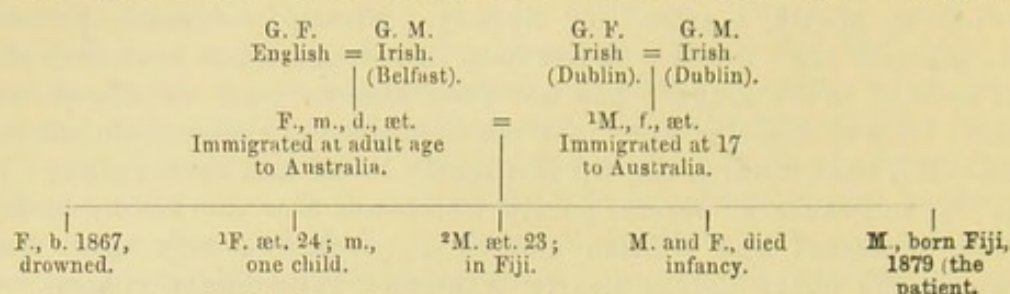 G. F. G. M. G. F. G. M.
English = Irish. Irish = Irish
(Belfast). (Dublin). (Dublin).
F., m., d., æt. = ¹M., f., æt.
Immigrated at adult age Immigrated at 17
to Australia. to Australia.
F., b. 1867, ¹F. æt. 24; m., ²M. æt. 23; M. and F., died M., born Fiji,
drowned. one child. in Fiji. infancy. 1879 (the
patient.